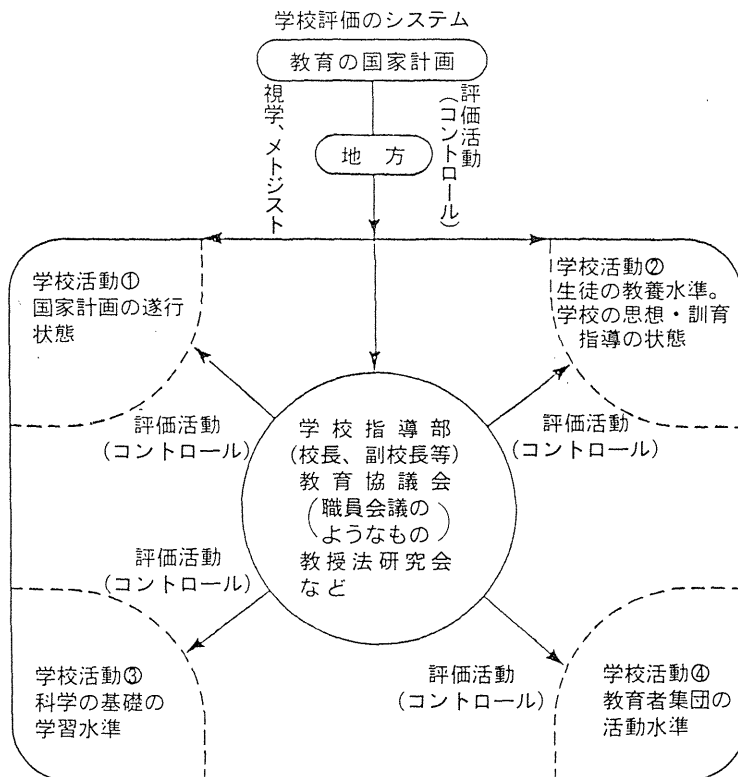 学校評価のシステム
教育の国家計画
視学、メトジスト
評価活動
(コントロール)
地方
学校活動①
国家計画の遂行
状態
学校活動②
生徒の教養水準。
学校の思想・訓育
指導の状態
評価活動
(コントロール)
評価活動
(コントロール)
学校指導部
(校長、副校長等)
教育協議会
(職員会議の
ようなもの)
教授法研究会
など
評価活動
(コントロール)
評価活動
(コントロール)
学校活動③
科学の基礎の
学習水準
学校活動④
教育者集団の
活動水準